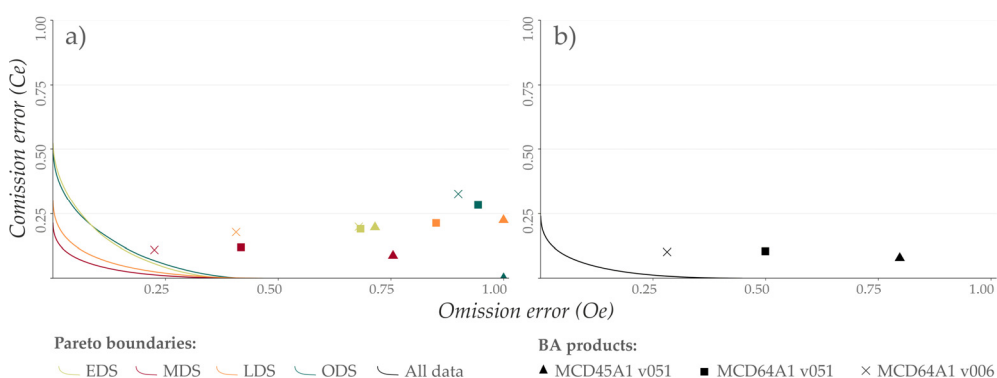 a)
b)
1.00
0.75
0.50
0.25
Comission error (Ce)
1.00
0.75
0.50
0.25
0.25
0.50
0.75
1.00
0.25
0.50
0.75
1.00
Omission error (Oe)
Pareto boundaries:
BA products:
EDS MDS LDS ODS All data
MCD45A1 v051 MCD64A1 v051 MCD64A1 v006